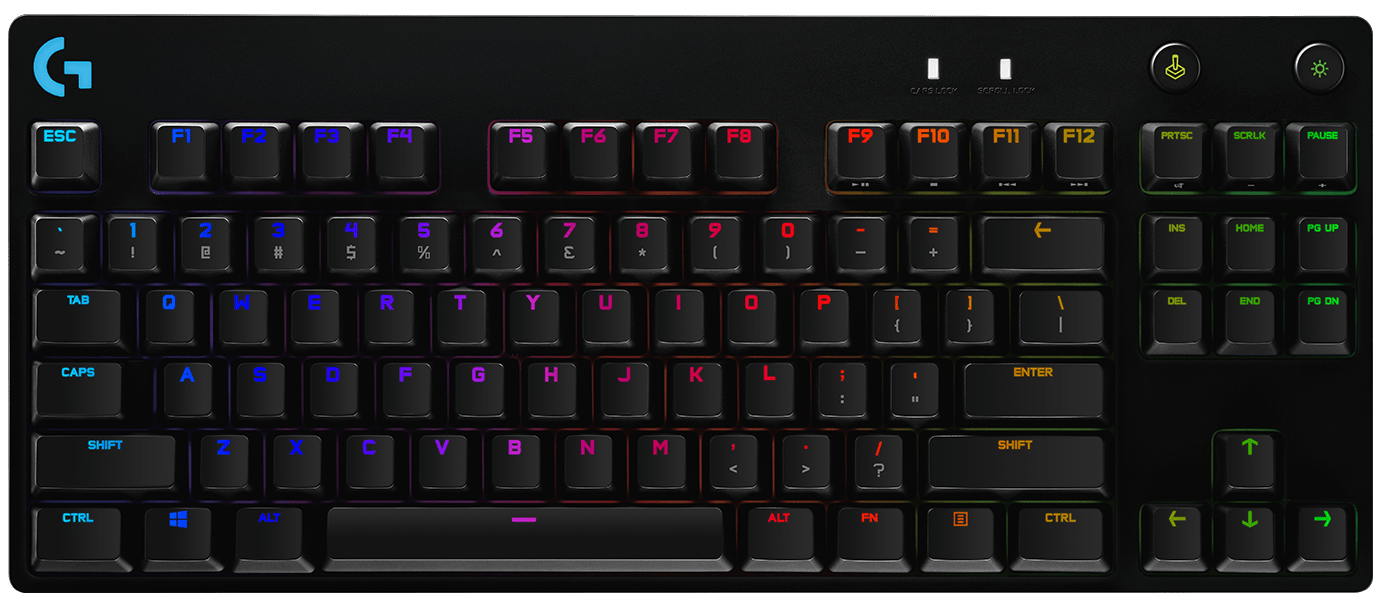 G
CAPS LOCK SCROLL LOCK
ESC F1 F2 F3 F4 F5 F6 F7 F8 F9 F10 F11 F12 PRTSC SCRLK PAUSE
` 1 2 3 4 5 6 7 8 9 0 - = ← INS HOME PG UP
~ ! @ # $ % ^ & * ( ) — +
TAB Q W E R T Y U I O P [ ] \ DEL END PG DN
{ } |
CAPS A S D F G H J K L ; ' ENTER
: "
SHIFT Z X C V B N M , . / SHIFT ↑
< > ?
CTRL ALT ALT FN CTRL ← ↓ →